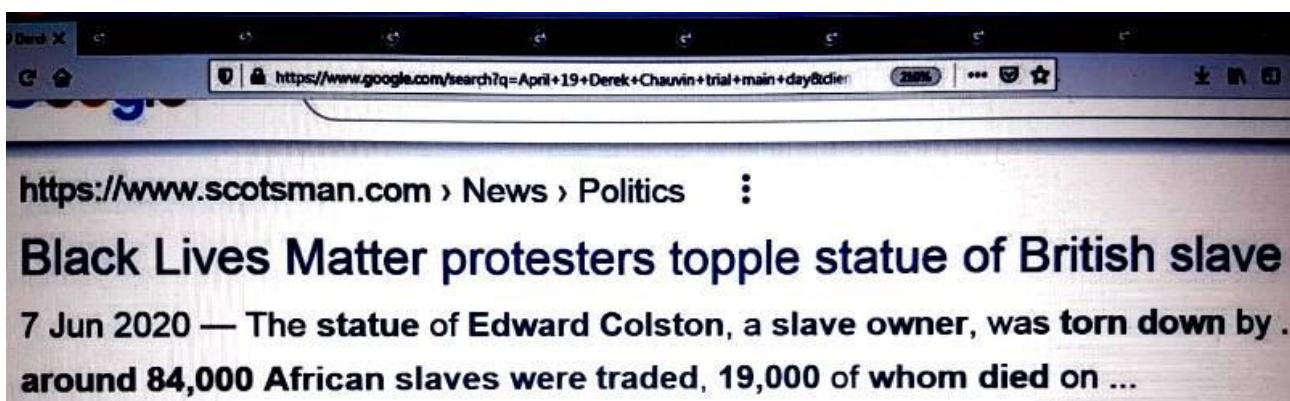 https://www.google.com/search?q=April+19+Derek+Chauvin+trial+main+day&clien
https://www.scotsman.com › News › Politics
Black Lives Matter protesters topple statue of British slave
7 Jun 2020 — The statue of Edward Colston, a slave owner, was torn down by .
around 84,000 African slaves were traded, 19,000 of whom died on ...